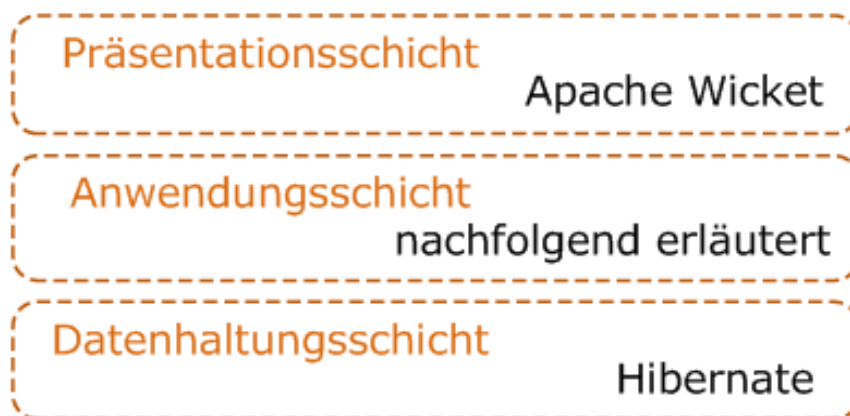 Präsentationsschicht
Apache Wicket
Anwendungsschicht
nachfolgend erläutert
Datenhaltungsschicht
Hibernate